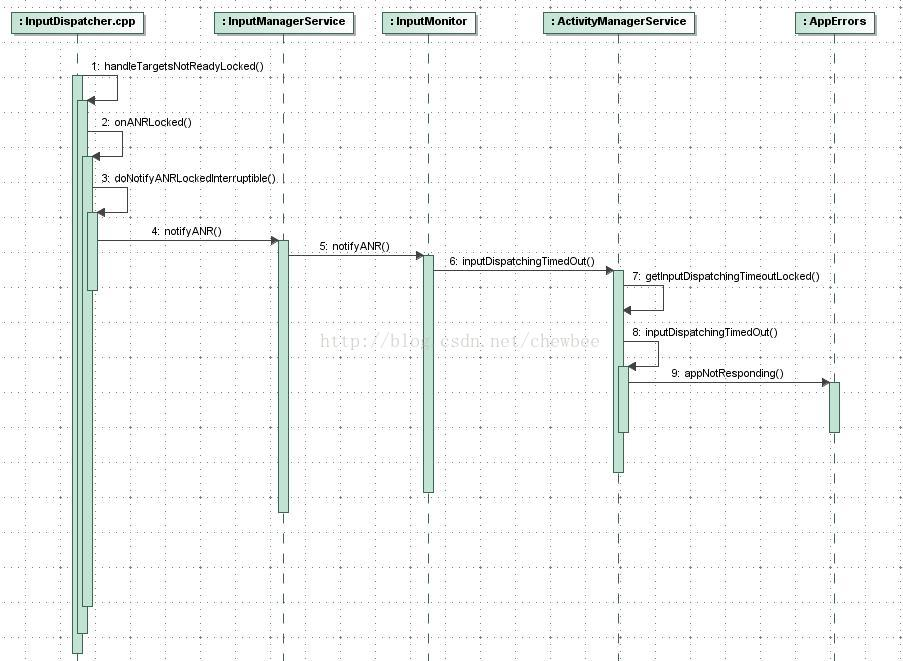 : InputDispatcher.cpp
: InputManagerService
: InputMonitor
: ActivityManagerService
: AppErrors
1: handleTargetsNotReadyLocked()
2: onANRLocked()
3: doNotifyANRLockedInterruptible()
4: notifyANR()
5: notifyANR()
6: inputDispatchingTimedOut()
7: getInputDispatchingTimeoutLocked()
8: inputDispatchingTimedOut()
http://blog.csdn.net/chewbee
9: appNotResponding()